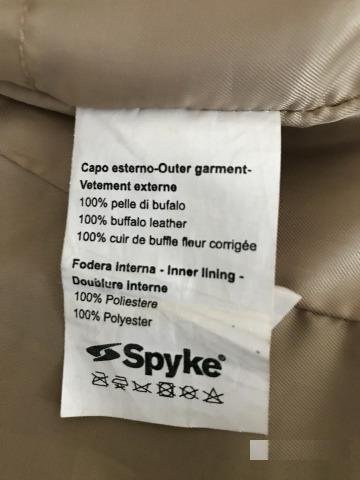 Capo esterno-Outer garment-
Vetement externe
100% pelle di bufalo
100% buffalo leather
100% cuir de buffle fleur corrigée
Fodera interna - Inner lining -
Doublure interne
100% Poliestere
100% Polyester
Spyke®